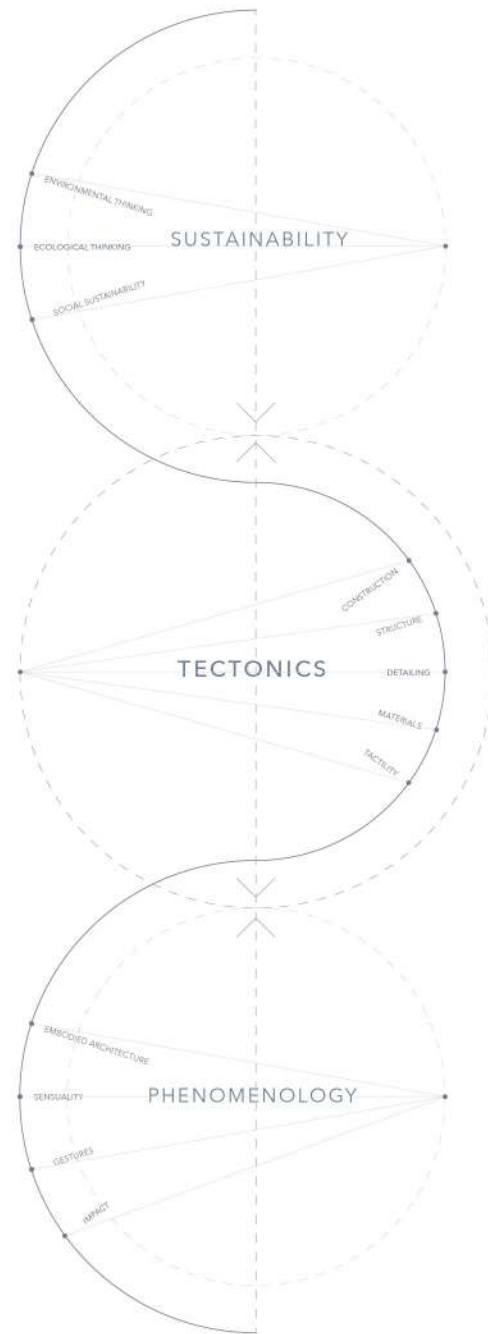 ENVIRONMENTAL THINKING
SUSTAINABILITY
ECOLOGICAL THINKING
SOCIAL SUSTAINABILITY
CONSTRUCTION
STRUCTURE
TECTONICS
DETAILING
MATERIALS
TACTILITY
EMBODIED ARCHITECTURE
SENSUALITY
PHENOMENOLOGY
GESTURES
IMPACT